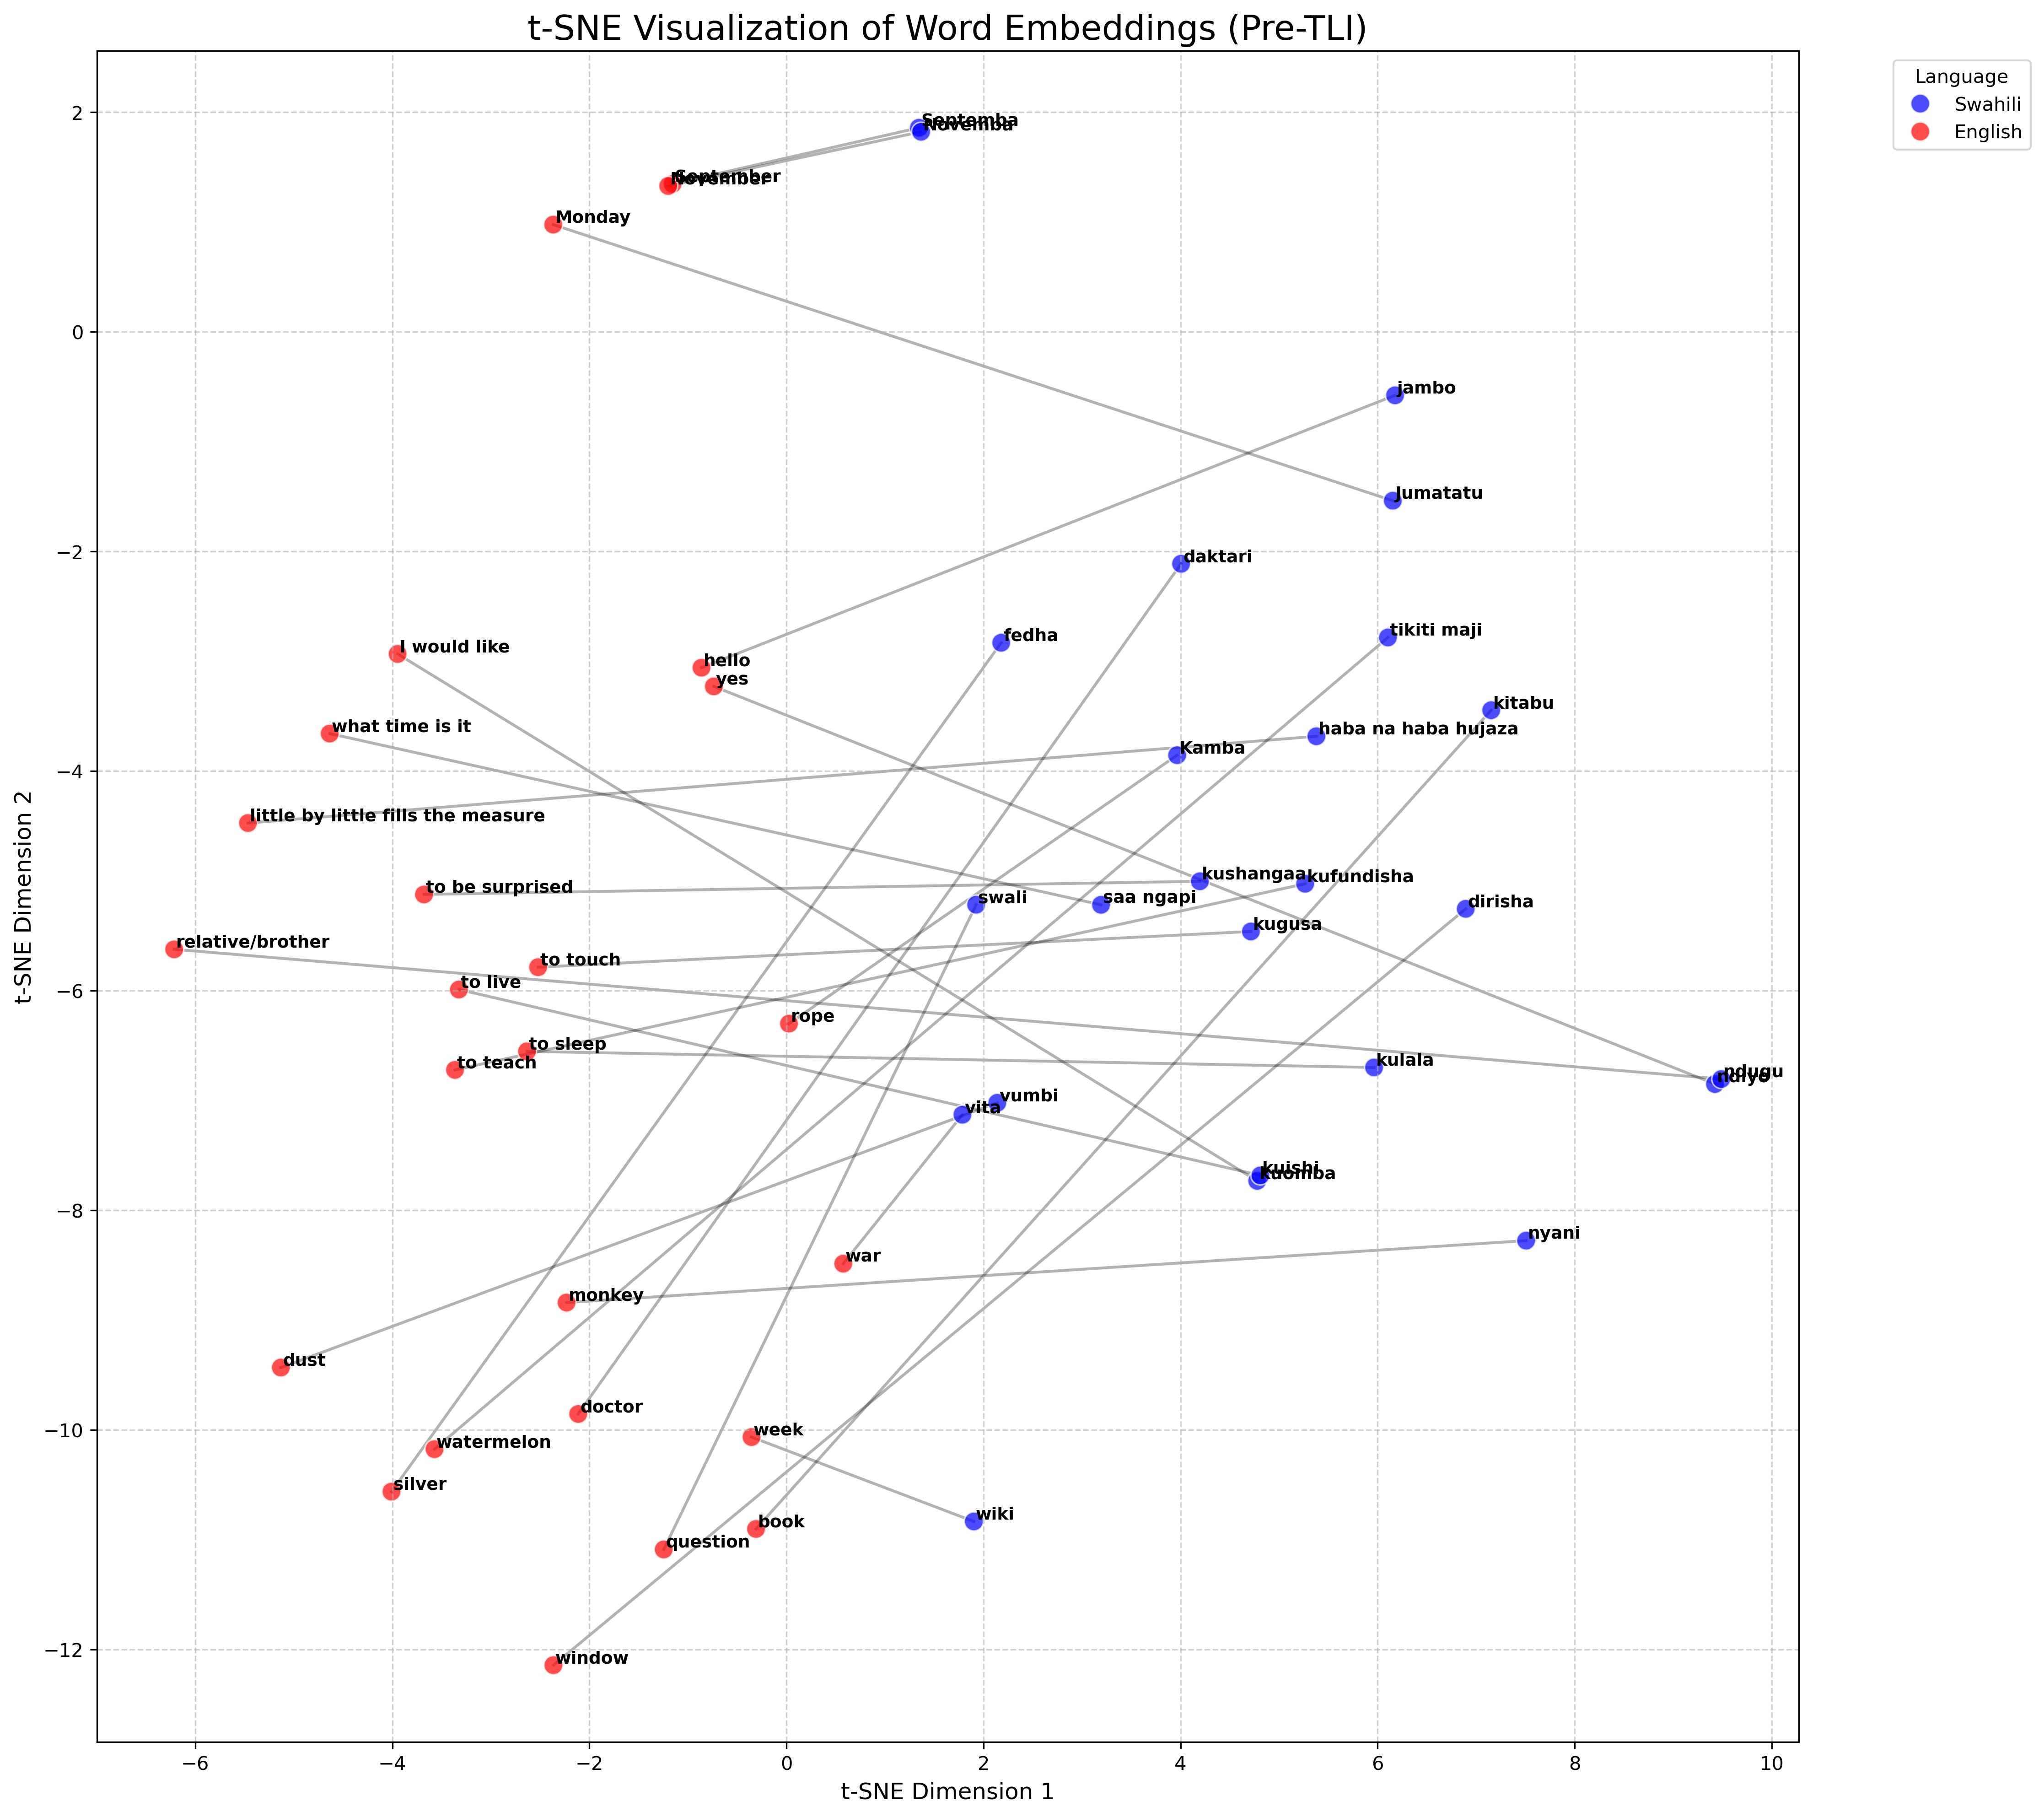 t-SNE Visualization of Word Embeddings (Pre-TLI)
Language
Swahili
English
Septemba
Novemba
September
November
Monday
jambo
Jumatatu
daktari
fedha
tikiti maji
I would like
hello
yes
kitabu
what time is it
haba na haba hujaza
Kamba
little by little fills the measure
to be surprised
kushangaa
kufundisha
swali
saa ngapi
dirisha
kugusa
relative/brother
to touch
to live
rope
to sleep
to teach
kulala
ndugu
ndiyo
vumbi
vita
kuishi
kuomba
nyani
war
monkey
dust
doctor
week
watermelon
silver
wiki
book
question
window
2
0
−2
−4
−6
−8
−10
−12
−6
−4
−2
0
2
4
6
8
10
t-SNE Dimension 1
t-SNE Dimension 2